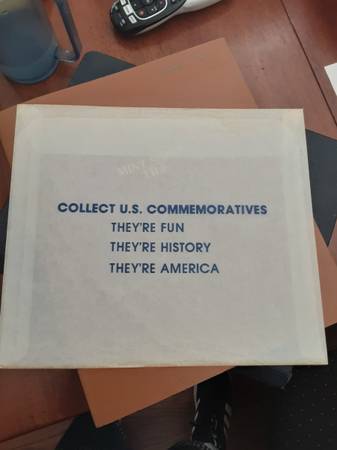 COLLECT U.S. COMMEMORATIVES
THEY'RE FUN
THEY'RE HISTORY
THEY'RE AMERICA